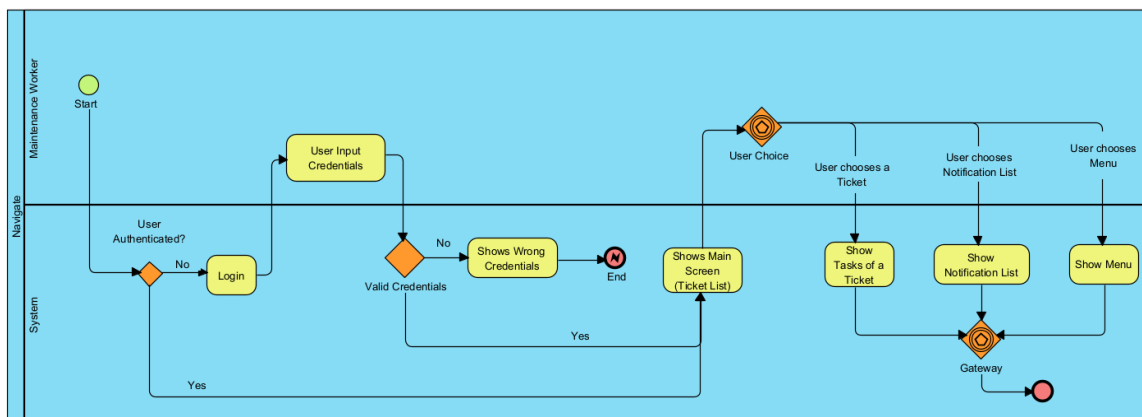 Navigate
Maintenance Worker
System
Start
User Input
Credentials
User
Authenticated?
No
Login
Valid Credentials
No
Shows Wrong
Credentials
End
Yes
Yes
Shows Main
Screen
(Ticket List)
User Choice
User chooses a
Ticket
User chooses
Notification List
User chooses
Menu
Show
Tasks of a
Ticket
Show
Notification List
Show Menu
Gateway